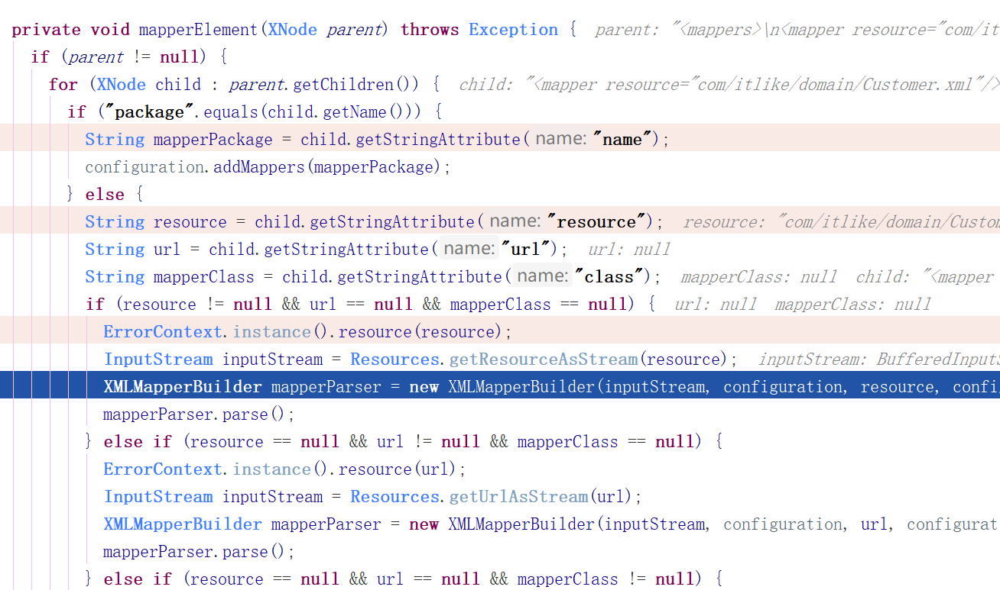 private void mapperElement(XNode parent) throws Exception {  parent: "<mappers>\n<mapper resource="com/it
if (parent != null) {
for (XNode child : parent.getChildren()) {  child: "<mapper resource="com/itlike/domain/Customer.xml"/>
if ("package".equals(child.getName())) {
String mapperPackage = child.getStringAttribute( name: "name");
configuration.addMappers(mapperPackage);
} else {
String resource = child.getStringAttribute( name: "resource");  resource: "com/itlike/domain/Custom
String url = child.getStringAttribute( name: "url");  url: null
String mapperClass = child.getStringAttribute( name: "class");  mapperClass: null  child: "<mapper
if (resource != null && url == null && mapperClass == null) {  url: null  mapperClass: null
ErrorContext.instance().resource(resource);
InputStream inputStream = Resources.getResourceAsStream(resource);  inputStream: BufferedInputS
XMLMapperBuilder mapperParser = new XMLMapperBuilder(inputStream, configuration, resource, confi
mapperParser.parse();
} else if (resource == null && url != null && mapperClass == null) {
ErrorContext.instance().resource(url);
InputStream inputStream = Resources.getUrlAsStream(url);
XMLMapperBuilder mapperParser = new XMLMapperBuilder(inputStream, configuration, url, configurat
mapperParser.parse();
} else if (resource == null && url == null && mapperClass != null) {